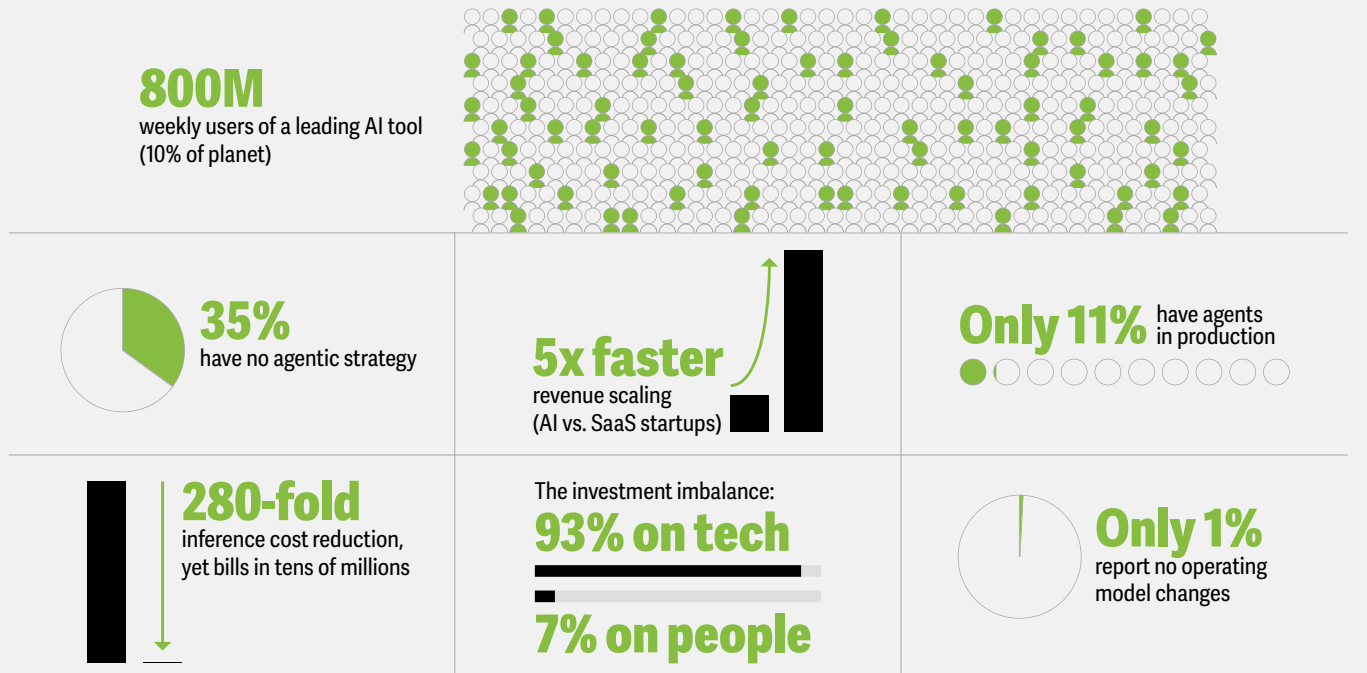 800M
weekly users of a leading AI tool
(10% of planet)
35%
have no agentic strategy
5x faster
revenue scaling
(AI vs. SaaS startups)
Only 11% have agents
in production
280-fold
inference cost reduction,
yet bills in tens of millions
The investment imbalance:
93% on tech
7% on people
Only 1%
report no operating
model changes